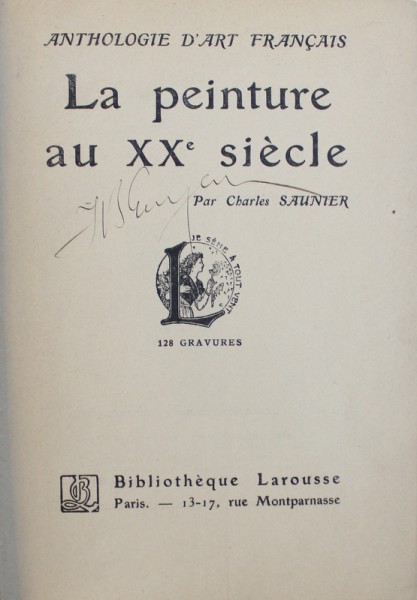 ANTHOLOGIE D'ART FRANÇAIS
La peinture
au XXe siècle
Par Charles SAUNIER
JE SÈME À TOUT VENT
L
128 GRAVURES
Bibliothèque Larousse
Paris. — 13-17, rue Montparnasse